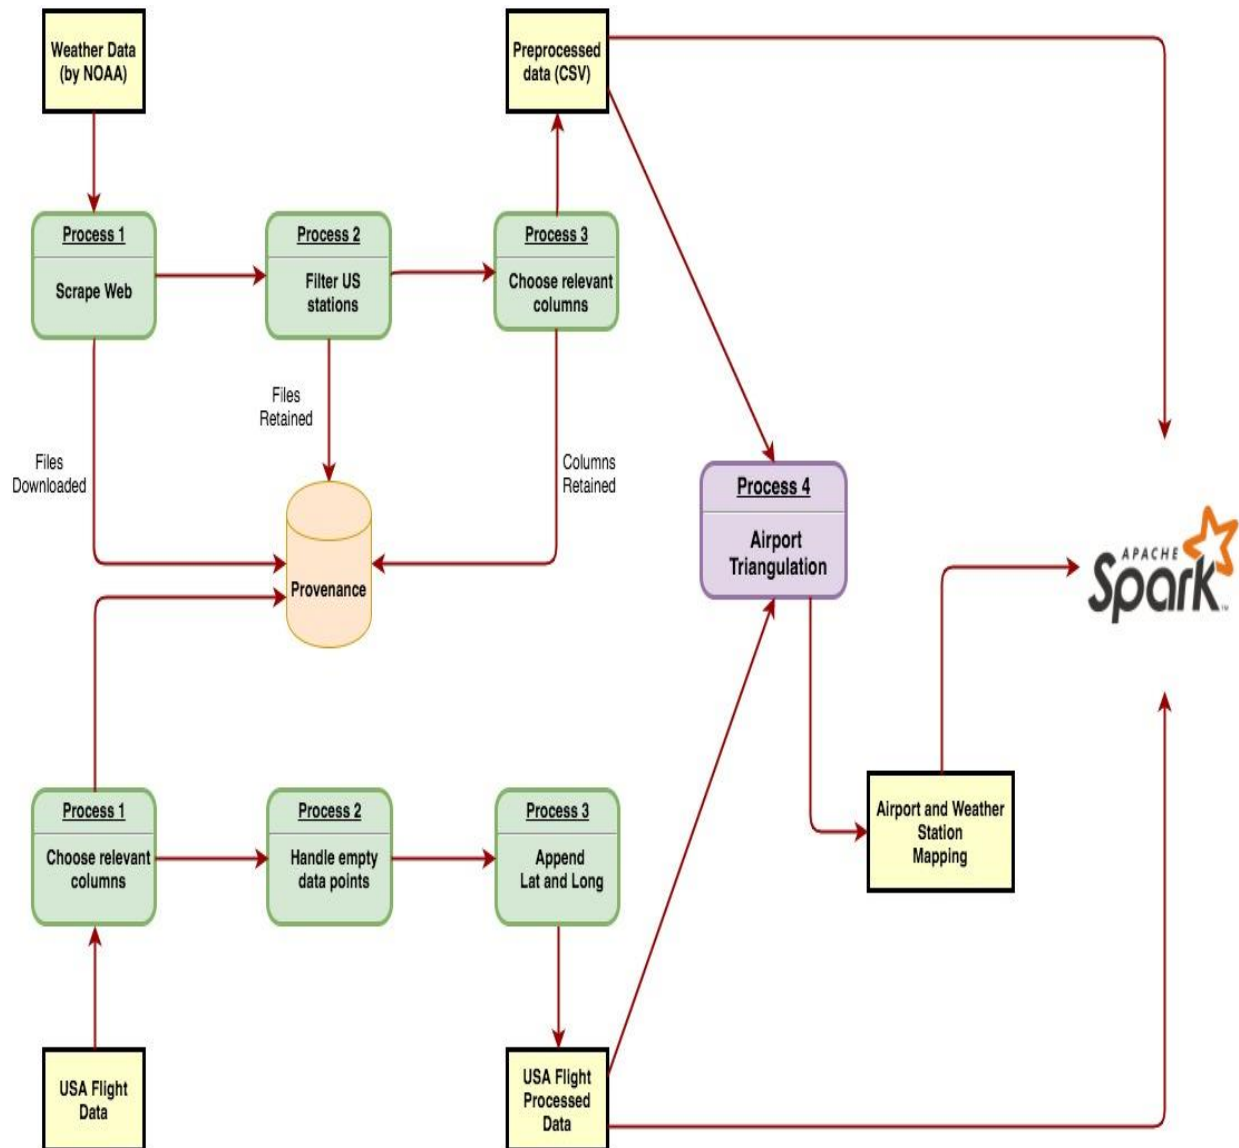 Weather Data
(by NOAA)
Preprocessed
data (CSV)
Process 1
Scrape Web
Process 2
Filter US
stations
Process 3
Choose relevant
columns
Files
Retained
Files
Downloaded
Columns
Retained
Provenance
Process 4
Airport
Triangulation
APACHE
Spark
TM
Process 1
Choose relevant
columns
Process 2
Handle empty
data points
Process 3
Append
Lat and Long
Airport and Weather
Station
Mapping
USA Flight
Data
USA Flight
Processed
Data